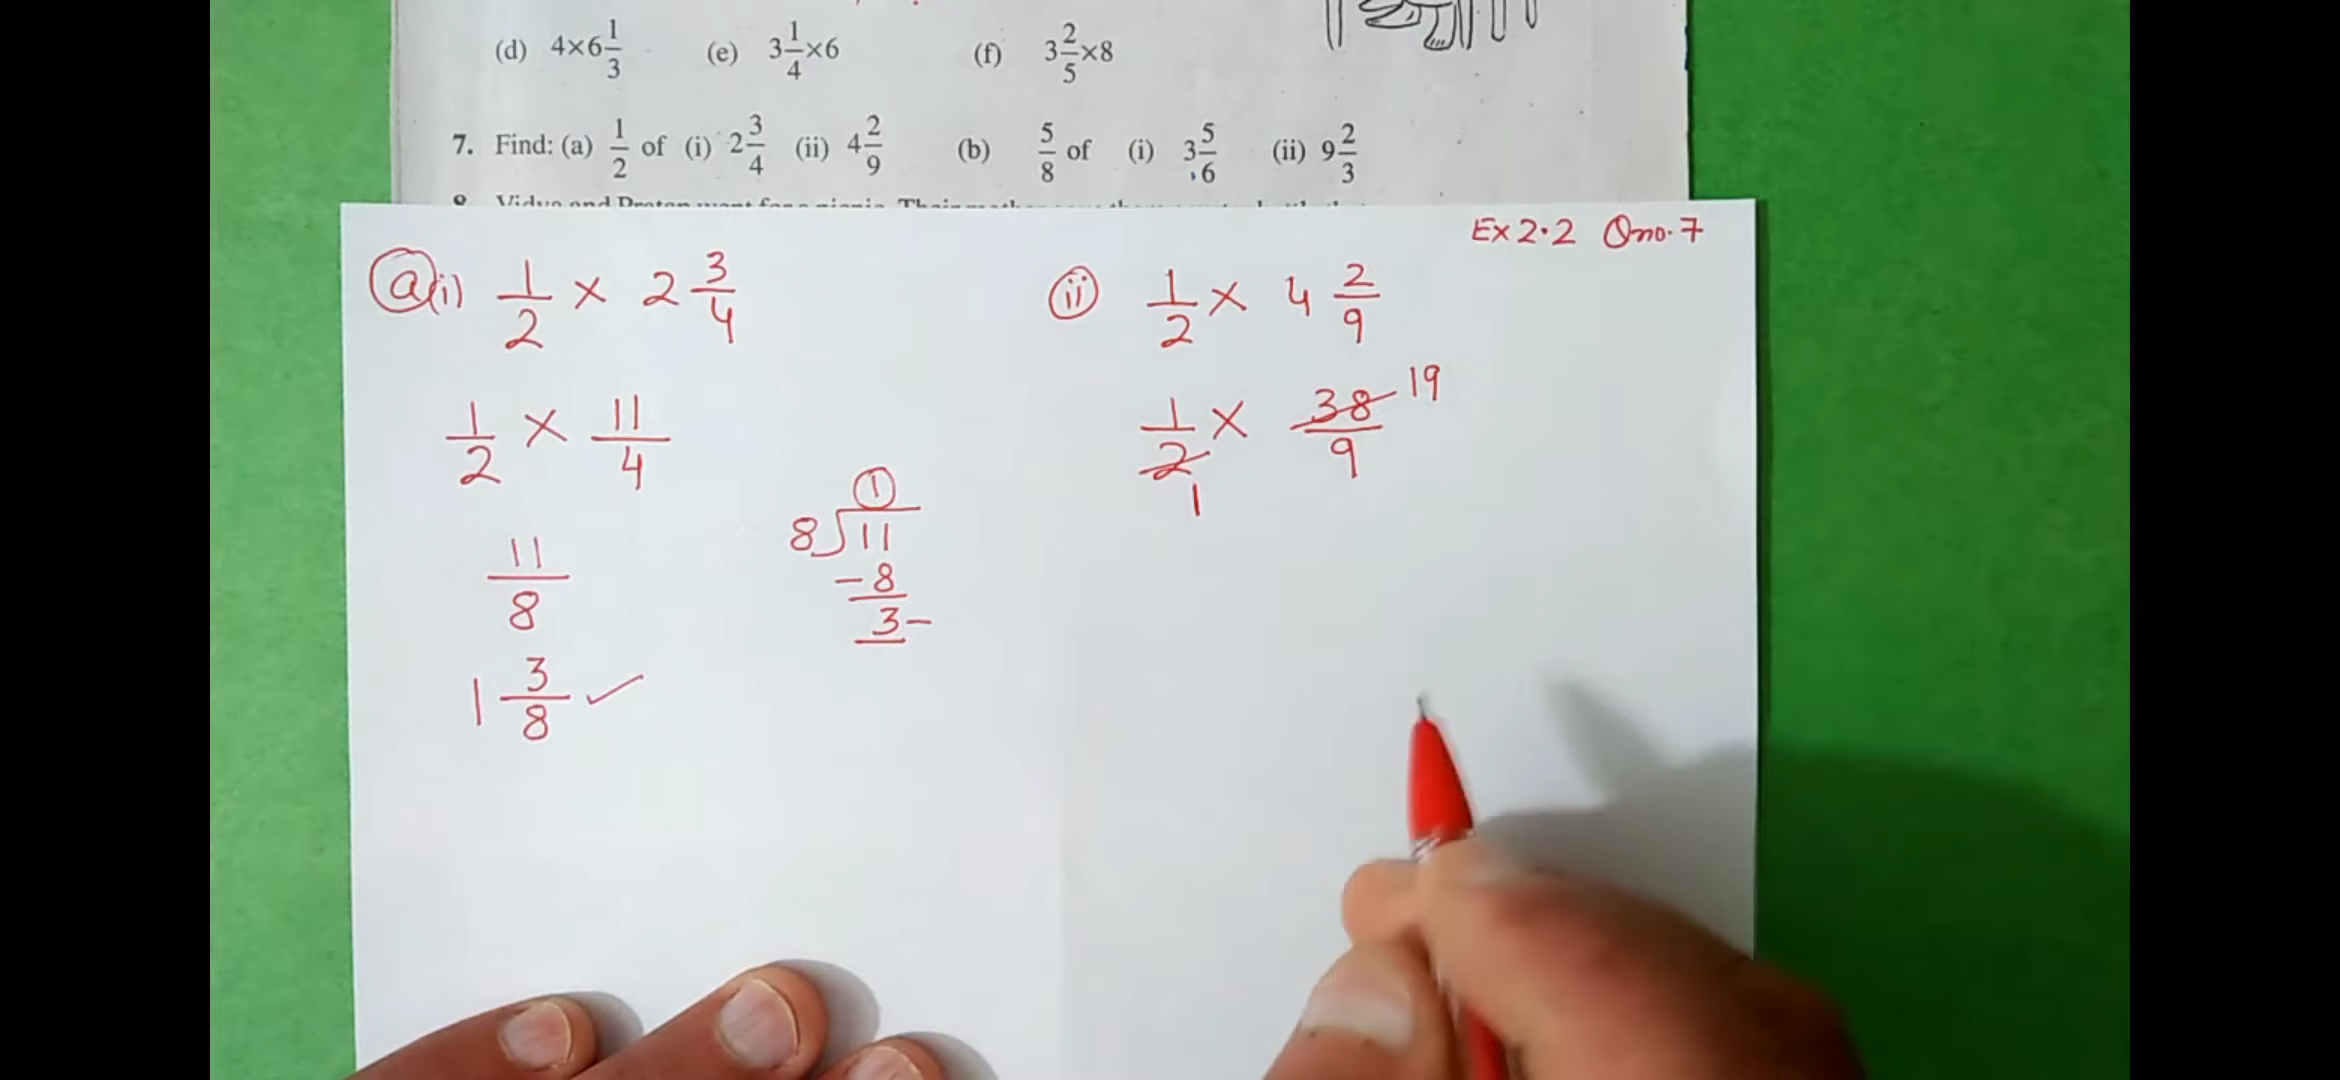 (d) 4×6 1/3 (e) 3 1/4×6 (f) 3 2/5×8
7. Find: (a) 1/2 of (i) 2 3/4 (ii) 4 2/9 (b) 5/8 of (i) 3 5/6 (ii) 9 2/3
Ex 2.2 Q no. 7
a (i) 1/2 × 2 3/4
1/2 × 11/4
11/8
1 3/8 ✓
1
8 11
-8
3-
ii 1/2 × 4 2/9
1/2 × 38/9 19
1